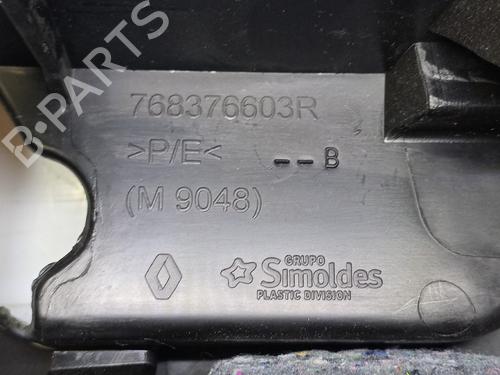 768376603R
>P/E<
-- B
(M 9048)
GRUPO
Simoldes
PLASTIC DIVISION
B-PARTS